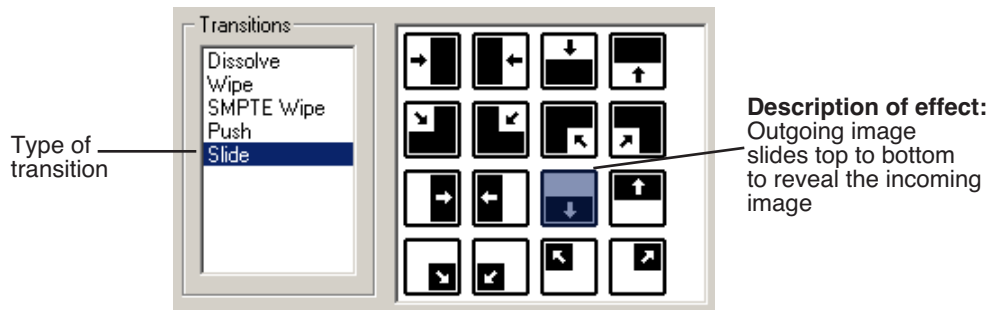 Transitions
Dissolve
Wipe
SMPTE Wipe
Push
Slide
Type of
transition
Description of effect:
Outgoing image
slides top to bottom
to reveal the incoming
image